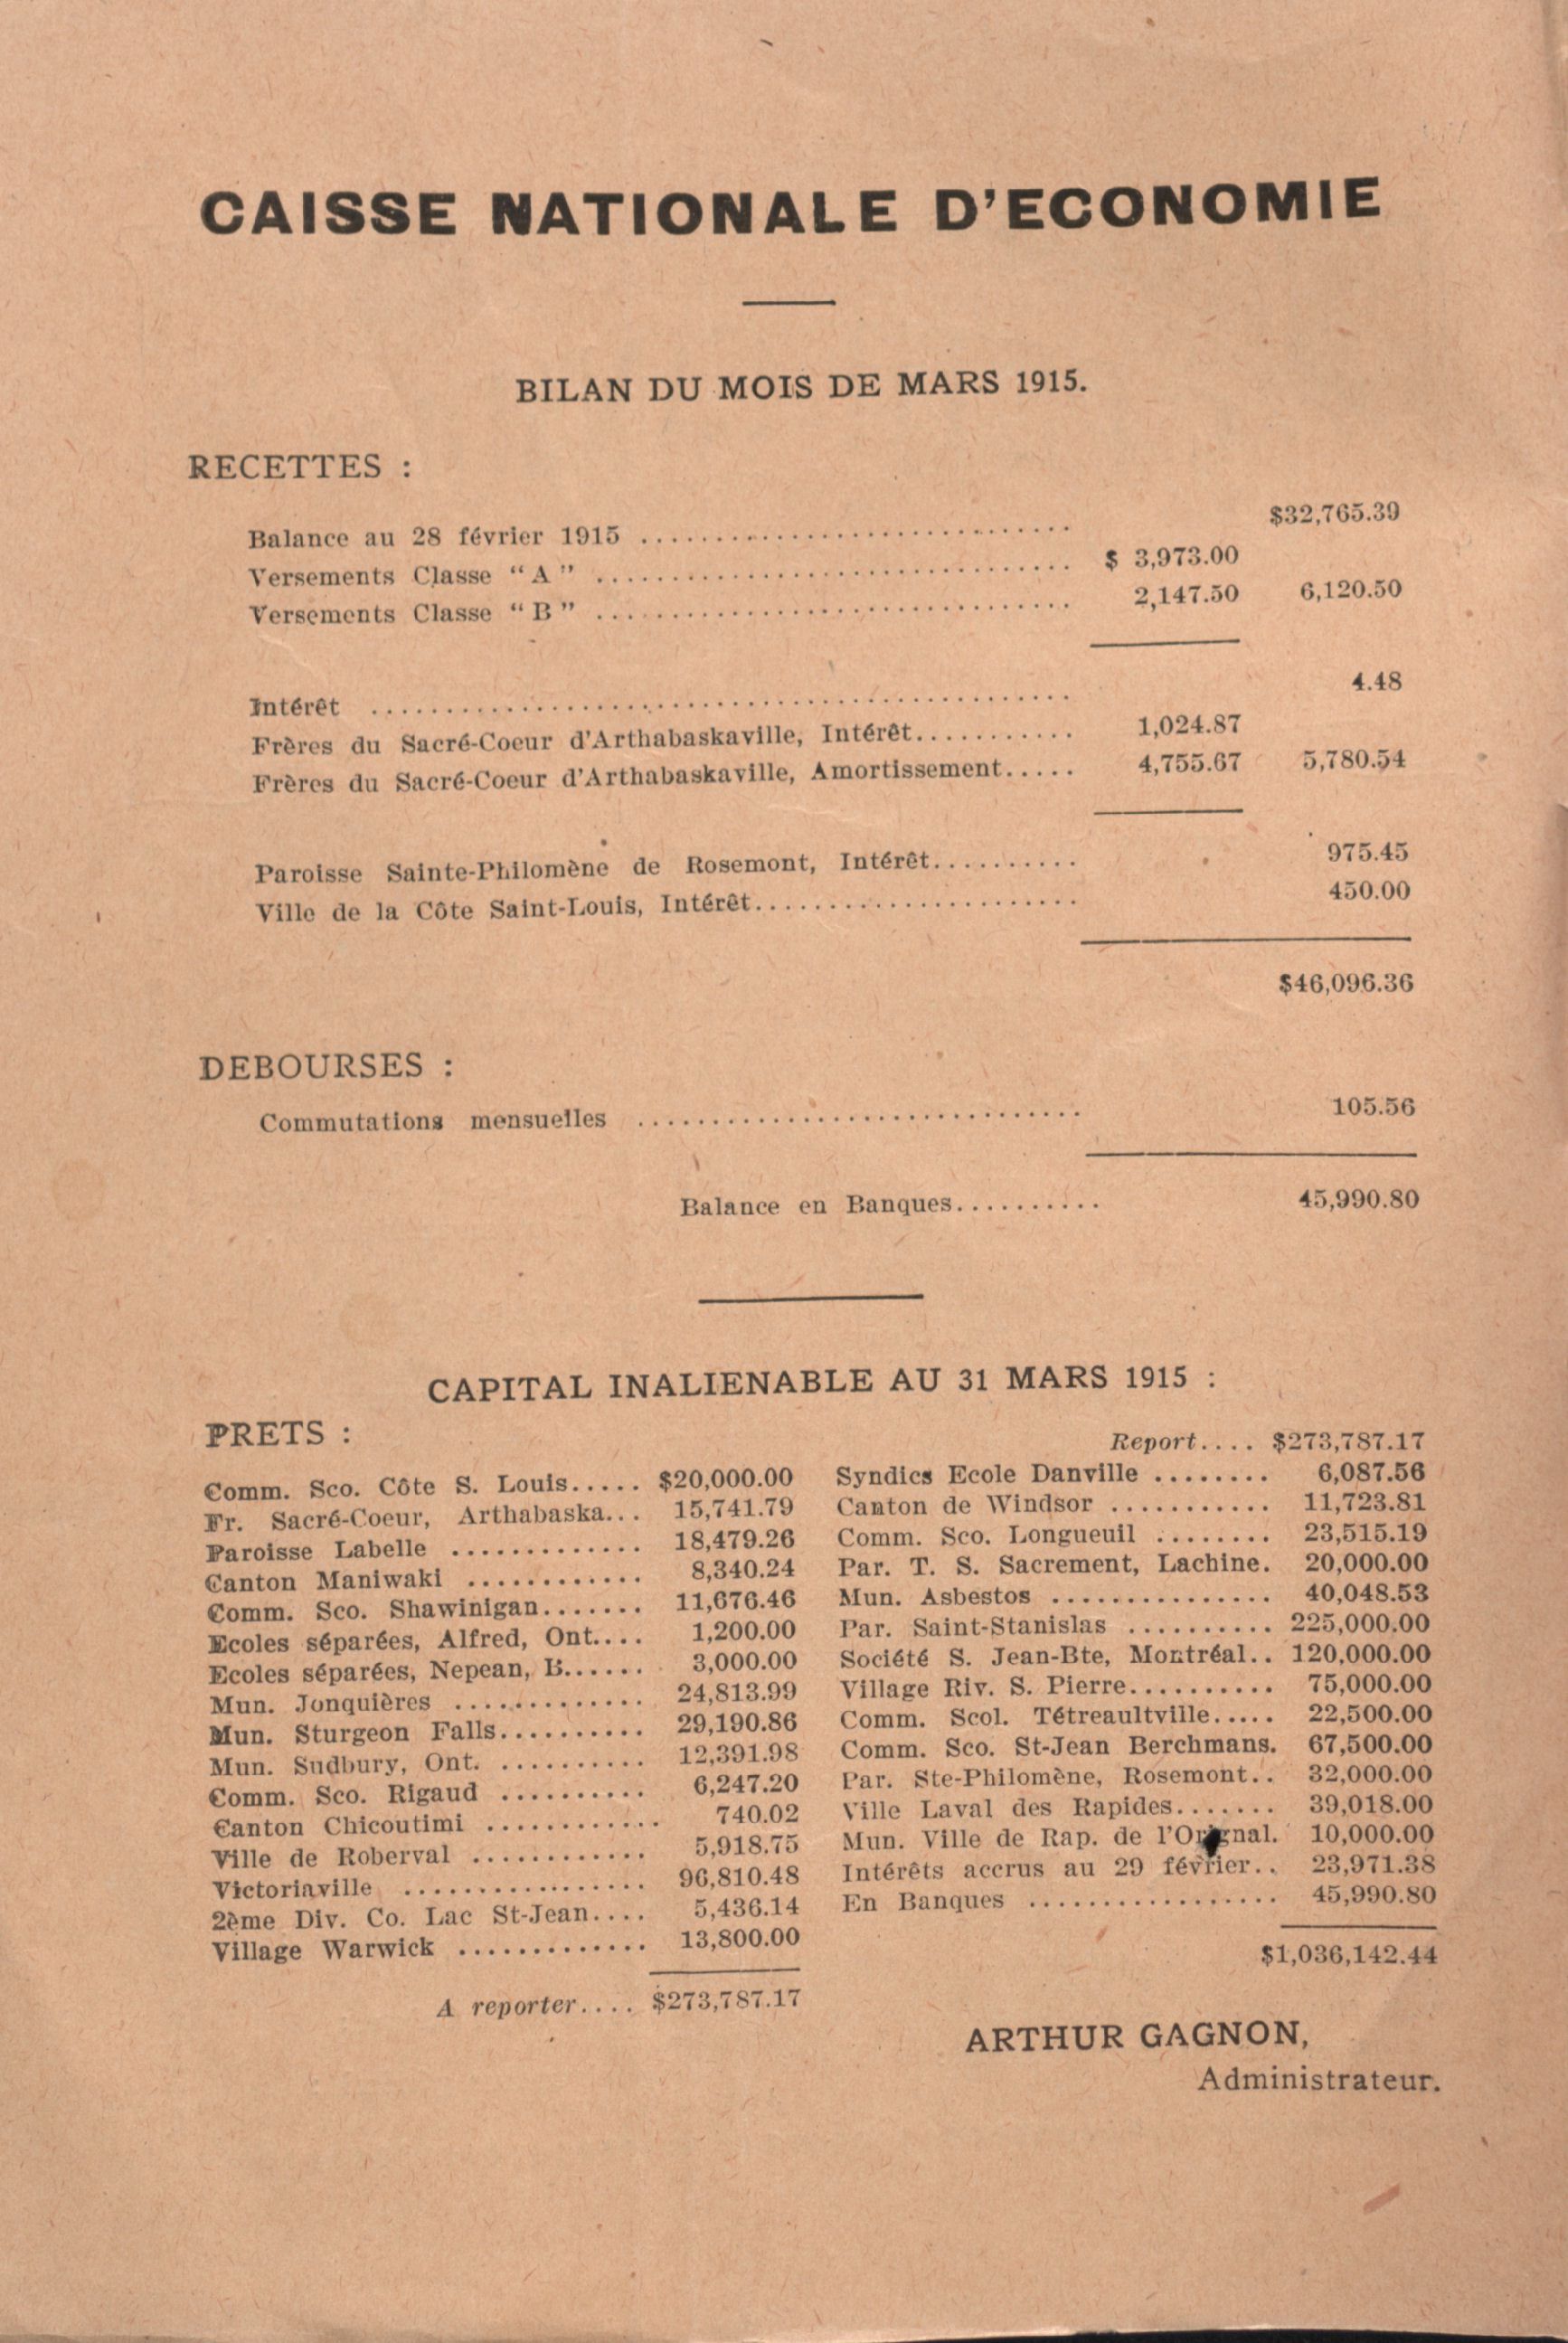 CAISSE NATIONALE D'ECONOMIE
BILAN DU MOIS DE MARS 1915.
RECETTES :
Balance au 28 février 1915 ............................ $32,765.39
Versements Classe "A" ............................... $ 3,973.00
Versements Classe "B" ............................... 2,147.50 6,120.50
Intérêt .............................................. 4.48
Frères du Sacré-Coeur d'Arthabaskaville, Intérêt........... 1,024.87
Frères du Sacré-Coeur d'Arthabaskaville, Amortissement..... 4,755.67 5,780.54
Paroisse Sainte-Philomène de Rosemont, Intérêt.......... 975.45
Ville de la Côte Saint-Louis, Intérêt...................... 450.00
$46,096.36
DEBOURSES :
Commutations mensuelles ............................. 105.56
Balance en Banques.......... 45,990.80
CAPITAL INALIENABLE AU 31 MARS 1915 :
PRETS :
Comm. Sco. Côte S. Louis..... $20,000.00
Fr. Sacré-Coeur, Arthabaska... 15,741.79
Paroisse Labelle ............. 18,479.26
Canton Maniwaki ............ 8,340.24
Comm. Sco. Shawinigan....... 11,676.46
Ecoles séparées, Alfred, Ont.... 1,200.00
Ecoles séparées, Nepean, B...... 3,000.00
Mun. Jonquières ............. 24,813.99
Mun. Sturgeon Falls.......... 29,190.86
Mun. Sudbury, Ont. .......... 12,391.98
Comm. Sco. Rigaud .......... 6,247.20
Canton Chicoutimi ............ 740.02
Ville de Roberval ............ 5,918.75
Victoriaville ................. 96,810.48
2ème Div. Co. Lac St-Jean.... 5,436.14
Village Warwick ............. 13,800.00
A reporter.... $273,787.17
Report.... $273,787.17
Syndics Ecole Danville ........ 6,087.56
Canton de Windsor ........... 11,723.81
Comm. Sco. Longueuil ........ 23,515.19
Par. T. S. Sacrement, Lachine. 20,000.00
Mun. Asbestos ............... 40,048.53
Par. Saint-Stanislas .......... 225,000.00
Société S. Jean-Bte, Montréal.. 120,000.00
Village Riv. S. Pierre.......... 75,000.00
Comm. Scol. Tétreaultville..... 22,500.00
Comm. Sco. St-Jean Berchmans. 67,500.00
Par. Ste-Philomène, Rosemont.. 32,000.00
Ville Laval des Rapides....... 39,018.00
Mun. Ville de Rap. de l'Orignal. 10,000.00
Intérêts accrus au 29 février.. 23,971.38
En Banques ................. 45,990.80
$1,036,142.44
ARTHUR GAGNON,
Administrateur.